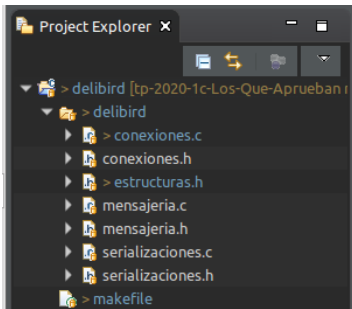 Project Explorer
> delibird [tp-2020-1c-Los-Que-Aprueban
> delibird
> conexiones.c
conexiones.h
> estructuras.h
mensajeria.c
mensajeria.h
serializaciones.c
serializaciones.h
> makefile